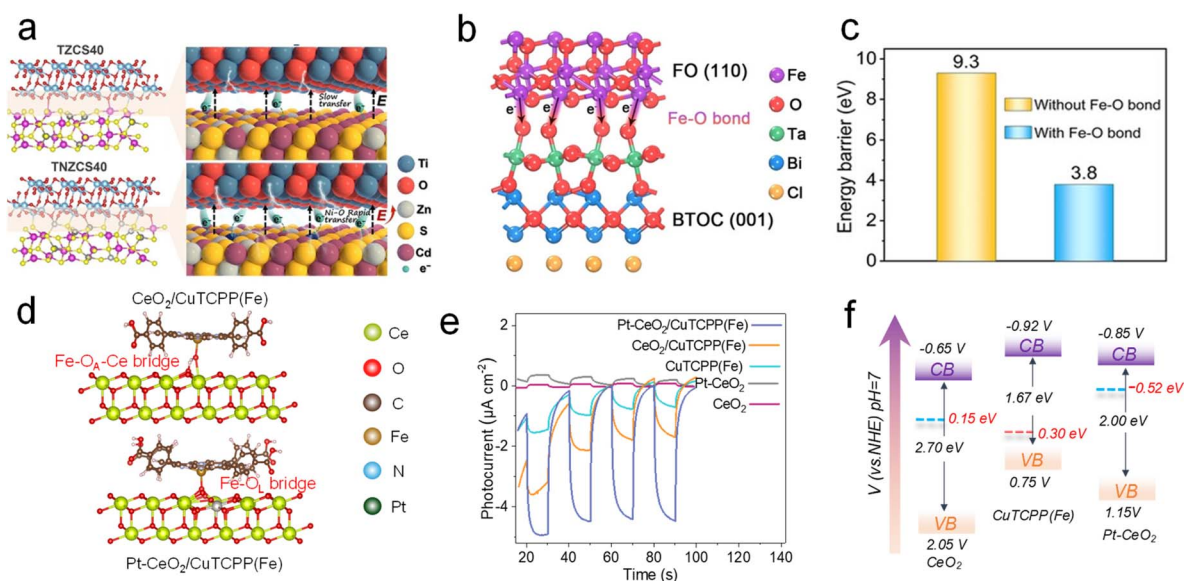 a
TZCS40
TNZCS40
Slow
transfer
E
e⁻
e⁻
e⁻
e⁻
Ni-O Rapid
transfer
E
e⁻
e⁻
e⁻
e⁻
Ti
O
Zn
S
Cd
e⁻
b
FO (110)
e⁻
e⁻
e⁻
e⁻
Fe-O bond
BTOC (001)
Fe
O
Ta
Bi
Cl
c
Energy barrier (eV)
10
8
6
4
2
0
9.3
3.8
Without Fe-O bond
With Fe-O bond
d
CeO₂/CuTCPP(Fe)
Fe-O_A-Ce bridge
Fe-O_L bridge
Pt-CeO₂/CuTCPP(Fe)
Ce
O
C
Fe
N
Pt
e
Photocurrent (μA cm⁻²)
2
0
-2
-4
Pt-CeO₂/CuTCPP(Fe)
CeO₂/CuTCPP(Fe)
CuTCPP(Fe)
Pt-CeO₂
CeO₂
20 40 60 80 100 120 140
Time (s)
f
V (vs.NHE) pH=7
-0.65 V
CB
0.15 eV
2.70 eV
VB
2.05 V
CeO₂
-0.92 V
CB
1.67 eV
0.30 eV
VB
0.75 V
CuTCPP(Fe)
-0.85 V
CB
-0.52 eV
2.00 eV
VB
1.15V
Pt-CeO₂